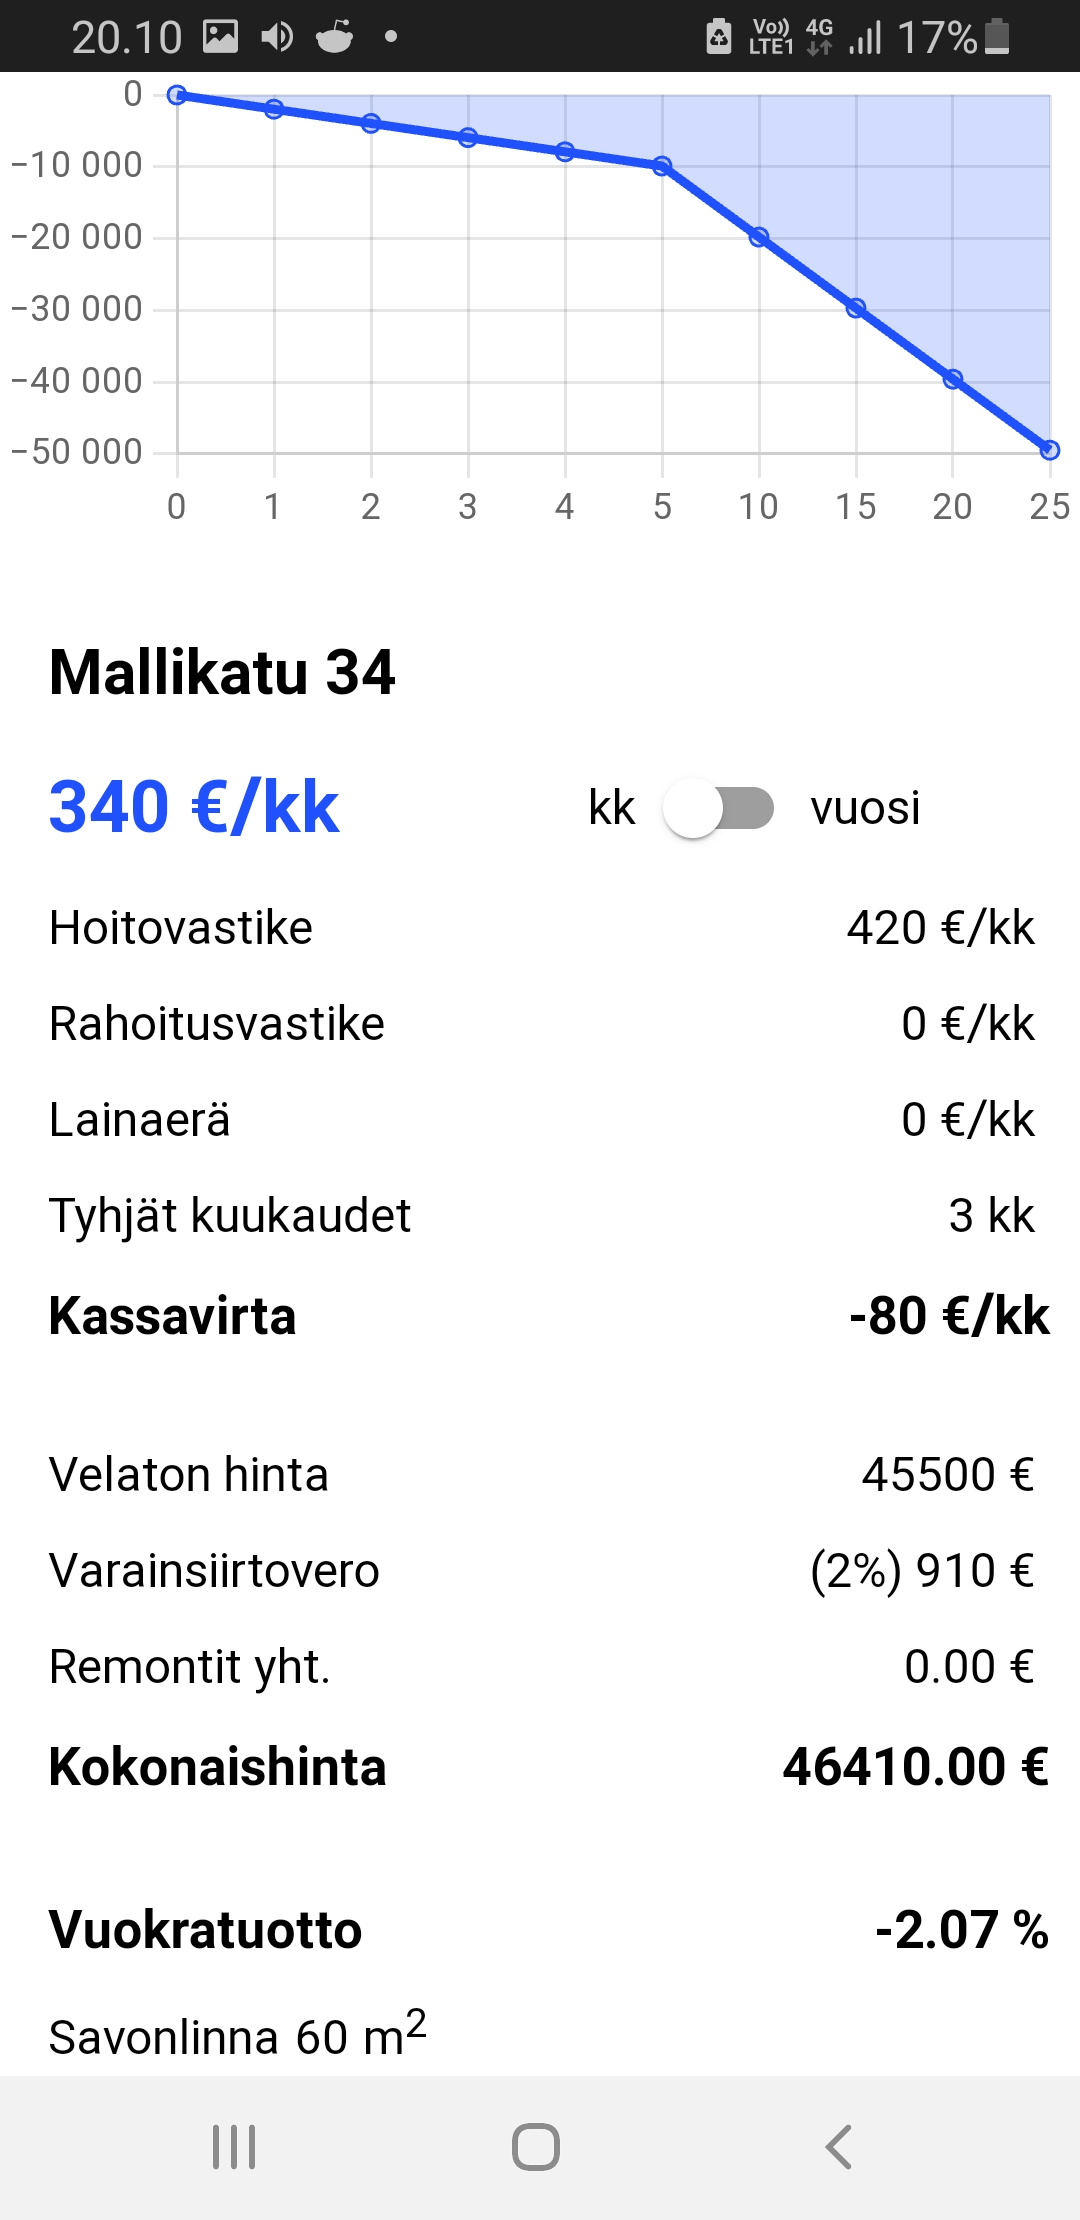 20.10 Vo)) LTE1 4G 17%
0
−10 000
−20 000
−30 000
−40 000
−50 000
0 1 2 3 4 5 10 15 20 25
Mallikatu 34
340 €/kk kk vuosi
Hoitovastike 420 €/kk
Rahoitusvastike 0 €/kk
Lainaerä 0 €/kk
Tyhjät kuukaudet 3 kk
Kassavirta -80 €/kk
Velaton hinta 45500 €
Varainsiirtovero (2%) 910 €
Remontit yht. 0.00 €
Kokonaishinta 46410.00 €
Vuokratuotto -2.07 %
Savonlinna 60 m²